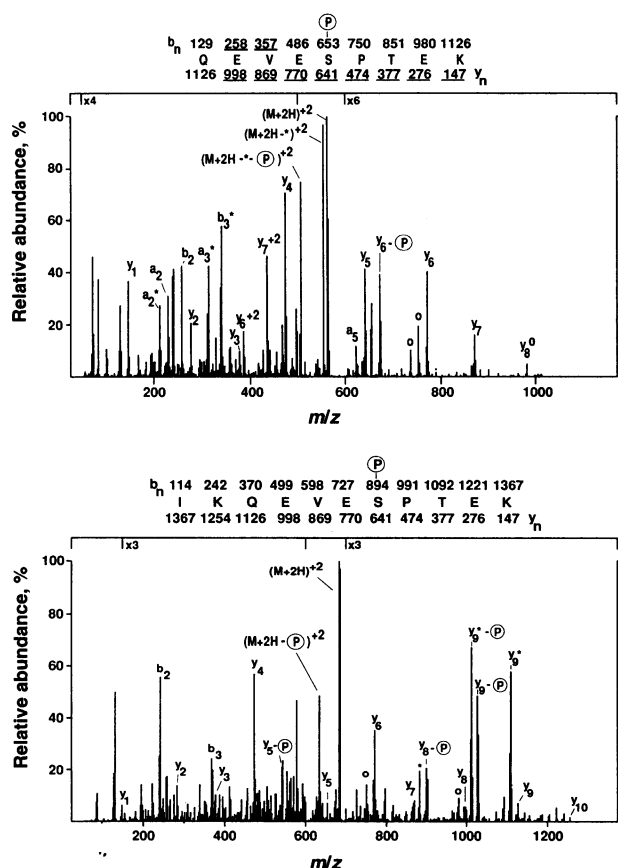 Ⓟ
bn 129 258 357 486 653 750 851 980 1126
Q E V E S P T E K
1126 998 869 770 641 474 377 276 147 yn
x4 x6
Relative abundance, %
100
80
60
40
20
(M+2H)+2
(M+2H-*)+2
(M+2H-*-Ⓟ)+2
y1
a2*
a2
b2
y2
a3*
b3*
y3
y6+2
y7+2
y4
a5
y5
y6-Ⓟ
o
o
y6
y7
y8o
200 400 600 800 1000
m/z
Ⓟ
bn 114 242 370 499 598 727 894 991 1092 1221 1367
I K Q E V E S P T E K
1367 1254 1126 998 869 770 641 474 377 276 147 yn
x3 x3
Relative abundance, %
100
80
60
40
20
(M+2H)+2
(M+2H-Ⓟ)+2
y1
b2
y2
b3
y3
y4
y5-Ⓟ
y5
o
y6
y7
*
y8-Ⓟ
o
y8
y9*-Ⓟ
y9-Ⓟ
y9*
y9
y10
200 400 600 800 1000 1200
m/z